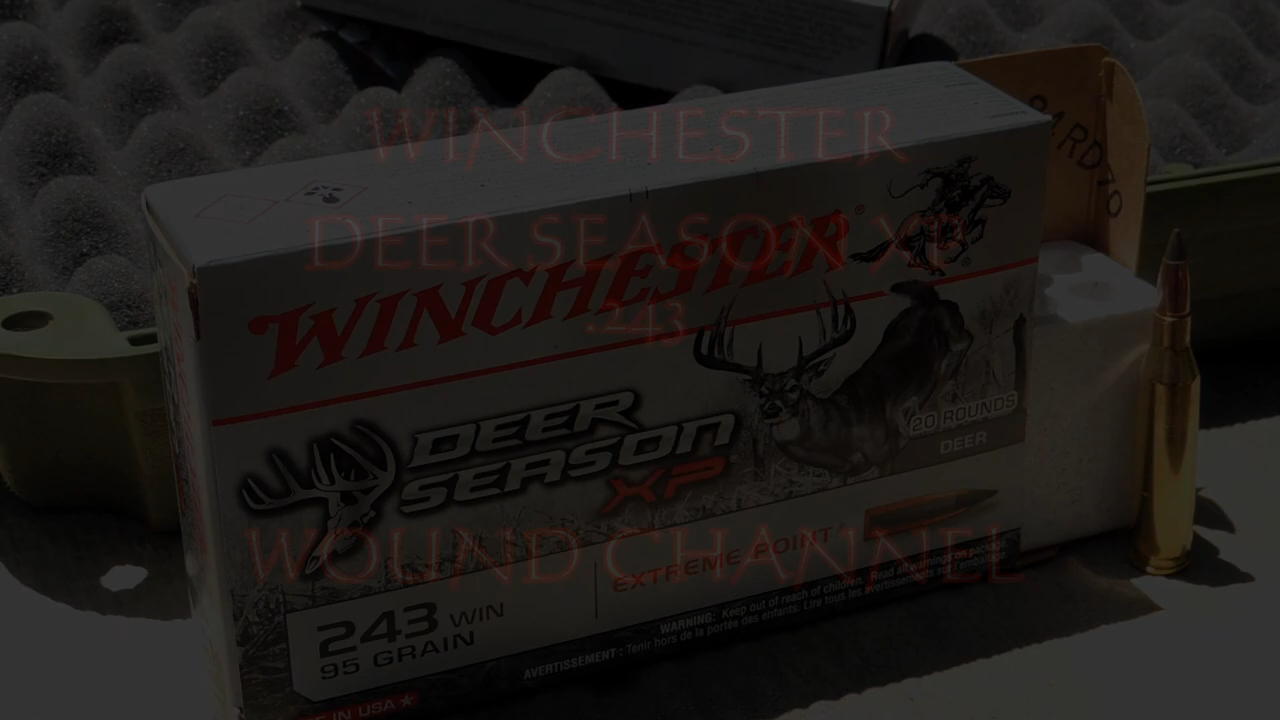 WINCHESTER
DEER SEASON XP
.243
WOUND CHANNEL
WINCHESTER®
®
DEER
SEASON
XP
20 ROUNDS
DEER
EXTREME POINT
243 WIN
95 GRAIN
WARNING: Keep out of reach of children. Read all warnings on package.
AVERTISSEMENT : Tenir hors de la portée des enfants. Lire tous les avertissements sur l'emballage.
IN USA